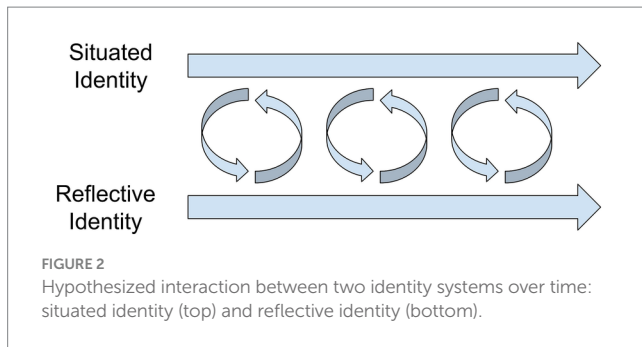 Situated
Identity
Reflective
Identity
FIGURE 2
Hypothesized interaction between two identity systems over time:
situated identity (top) and reflective identity (bottom).